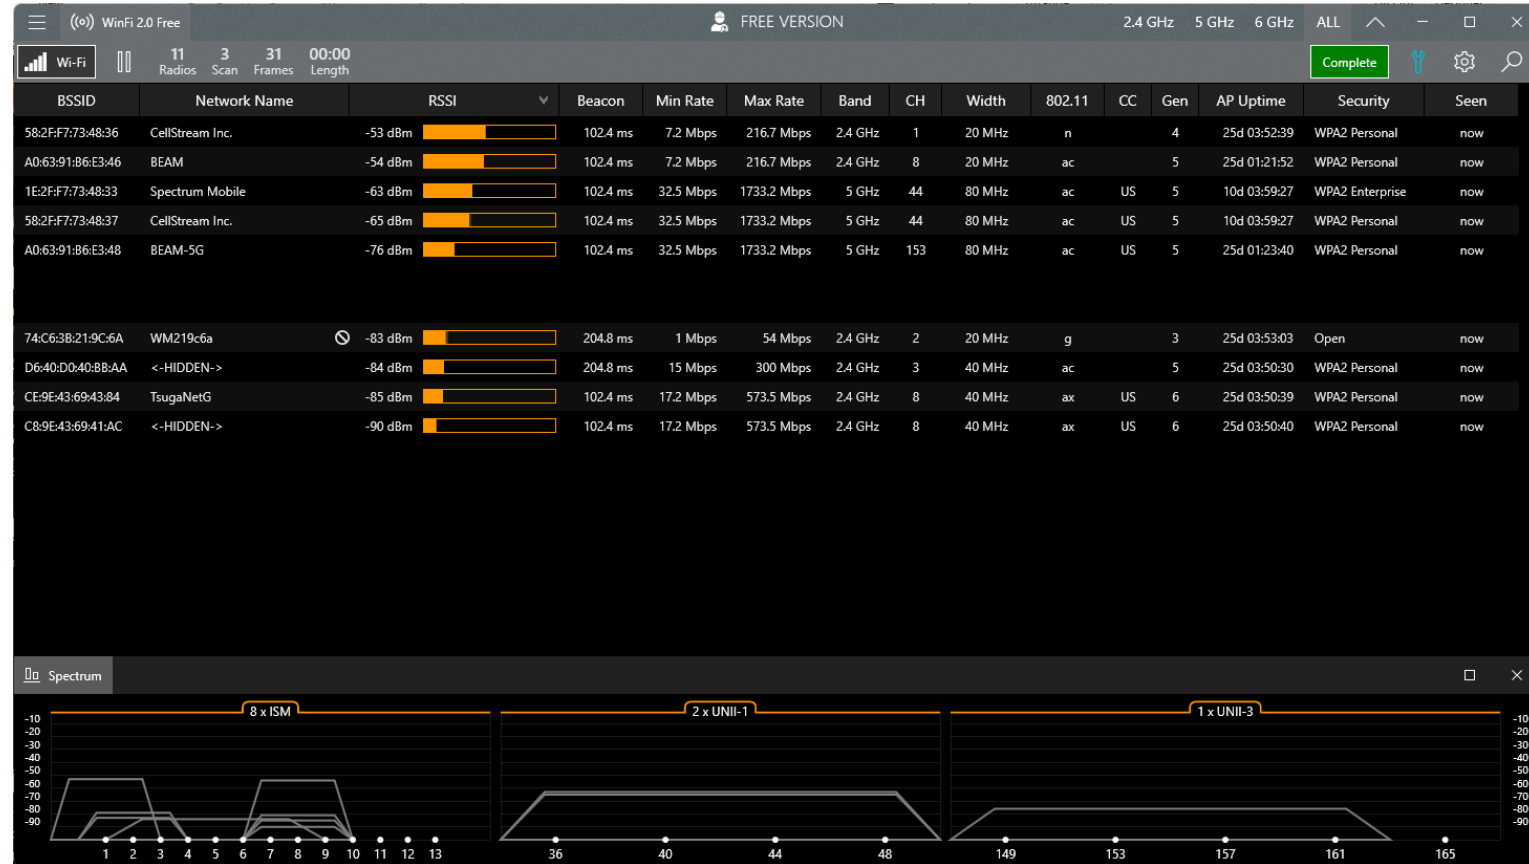 WinFi 2.0 Free FREE VERSION 2.4 GHz 5 GHz 6 GHz ALL
Wi-Fi 11 Radios 3 Scan 31 Frames 00:00 Length Complete
BSSID Network Name RSSI Beacon Min Rate Max Rate Band CH Width 802.11 CC Gen AP Uptime Security Seen
58:2F:F7:73:48:36 CellStream Inc. -53 dBm 102.4 ms 7.2 Mbps 216.7 Mbps 2.4 GHz 1 20 MHz n 4 25d 03:52:39 WPA2 Personal now
A0:63:91:B6:E3:46 BEAM -54 dBm 102.4 ms 7.2 Mbps 216.7 Mbps 2.4 GHz 8 20 MHz ac 5 25d 01:21:52 WPA2 Personal now
1E:2F:F7:73:48:33 Spectrum Mobile -63 dBm 102.4 ms 32.5 Mbps 1733.2 Mbps 5 GHz 44 80 MHz ac US 5 10d 03:59:27 WPA2 Enterprise now
58:2F:F7:73:48:37 CellStream Inc. -65 dBm 102.4 ms 32.5 Mbps 1733.2 Mbps 5 GHz 44 80 MHz ac US 5 10d 03:59:27 WPA2 Personal now
A0:63:91:B6:E3:48 BEAM-5G -76 dBm 102.4 ms 32.5 Mbps 1733.2 Mbps 5 GHz 153 80 MHz ac US 5 25d 01:23:40 WPA2 Personal now
74:C6:3B:21:9C:6A WM219c6a -83 dBm 204.8 ms 1 Mbps 54 Mbps 2.4 GHz 2 20 MHz g 3 25d 03:53:03 Open now
D6:40:D0:40:BB:AA <-HIDDEN-> -84 dBm 204.8 ms 15 Mbps 300 Mbps 2.4 GHz 3 40 MHz ac 5 25d 03:50:30 WPA2 Personal now
CE:9E:43:69:43:84 TsugaNetG -85 dBm 102.4 ms 17.2 Mbps 573.5 Mbps 2.4 GHz 8 40 MHz ax US 6 25d 03:50:39 WPA2 Personal now
C8:9E:43:69:41:AC <-HIDDEN-> -90 dBm 102.4 ms 17.2 Mbps 573.5 Mbps 2.4 GHz 8 40 MHz ax US 6 25d 03:50:40 WPA2 Personal now
Spectrum
8 x ISM 2 x UNII-1 1 x UNII-3
-10 -10
-20 -20
-30 -30
-40 -40
-50 -50
-60 -60
-70 -70
-80 -80
-90 -90
1 2 3 4 5 6 7 8 9 10 11 12 13 36 40 44 48 149 153 157 161 165